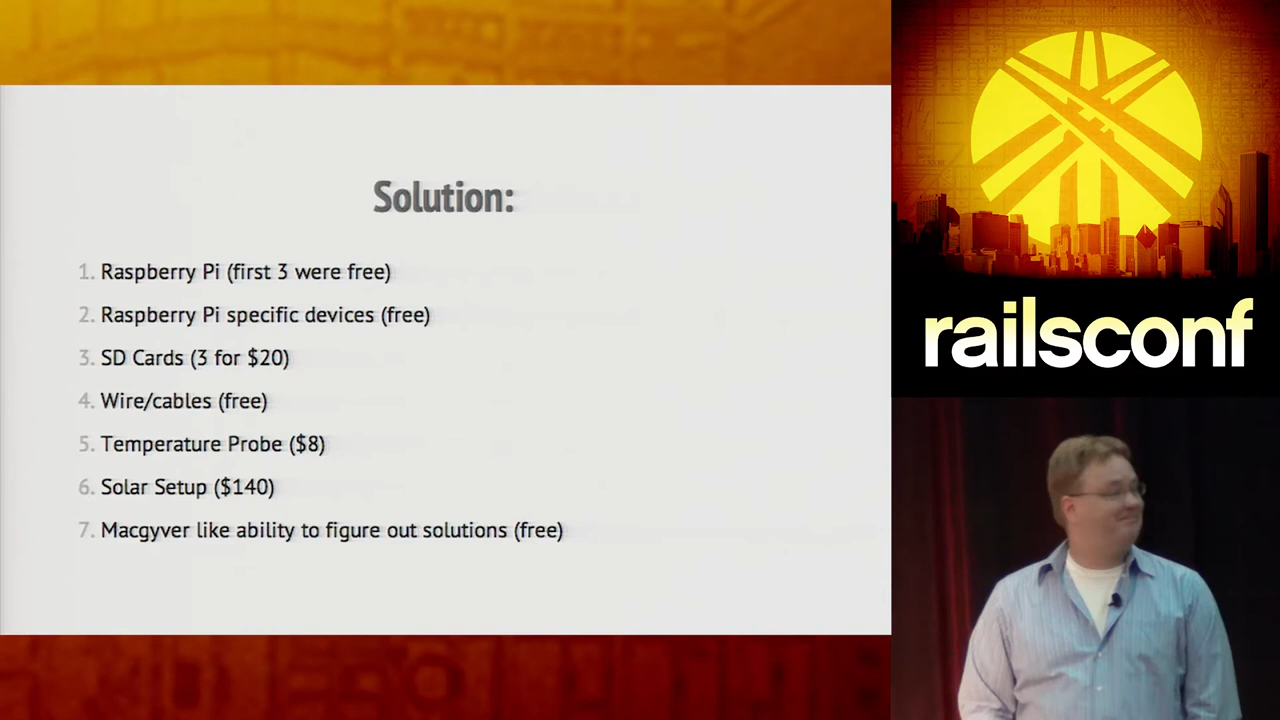 Solution:
1. Raspberry Pi (first 3 were free)
2. Raspberry Pi specific devices (free)
3. SD Cards (3 for $20)
4. Wire/cables (free)
5. Temperature Probe ($8)
6. Solar Setup ($140)
7. Macgyver like ability to figure out solutions (free)
railsconf